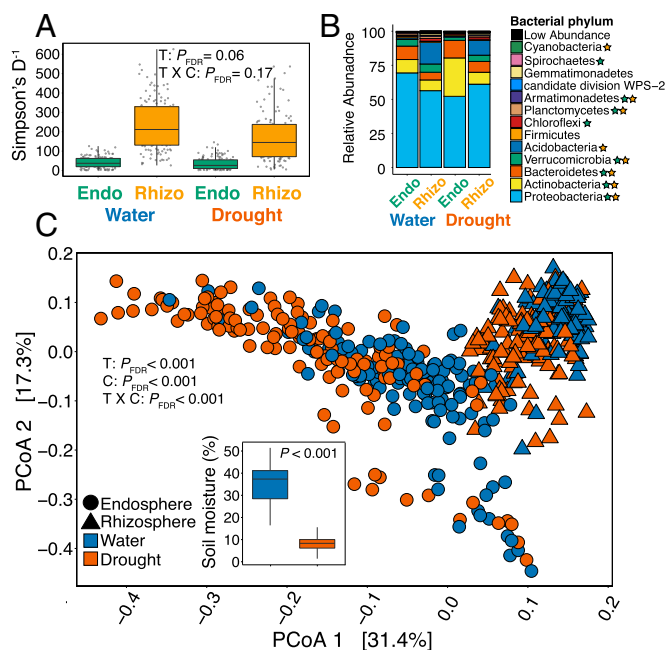 A
Simpson's D-1
600
500
400
300
200
100
0
T: PFDR= 0.06
T X C: PFDR= 0.17
Endo Rhizo Endo Rhizo
Water Drought
B
Relative Abunadnce
100
75
50
25
0
Endo Rhizo Endo Rhizo
Water Drought
Bacterial phylum
Low Abundance
Cyanobacteria
Spirochaetes
Gemmatimonadetes
candidate division WPS-2
Armatimonadetes
Planctomycetes
Chloroflexi
Firmicutes
Acidobacteria
Verrucomicrobia
Bacteroidetes
Actinobacteria
Proteobacteria
C
PCoA 2 [17.3%]
0.2
0.1
0.0
−0.1
−0.2
−0.3
−0.4
T: PFDR< 0.001
C: PFDR< 0.001
T X C: PFDR< 0.001
Soil moisture (%)
50
40
30
20
10
0
P < 0.001
Endosphere
Rhizosphere
Water
Drought
−0.4 −0.3 −0.2 −0.1 0.0 0.1 0.2
PCoA 1 [31.4%]